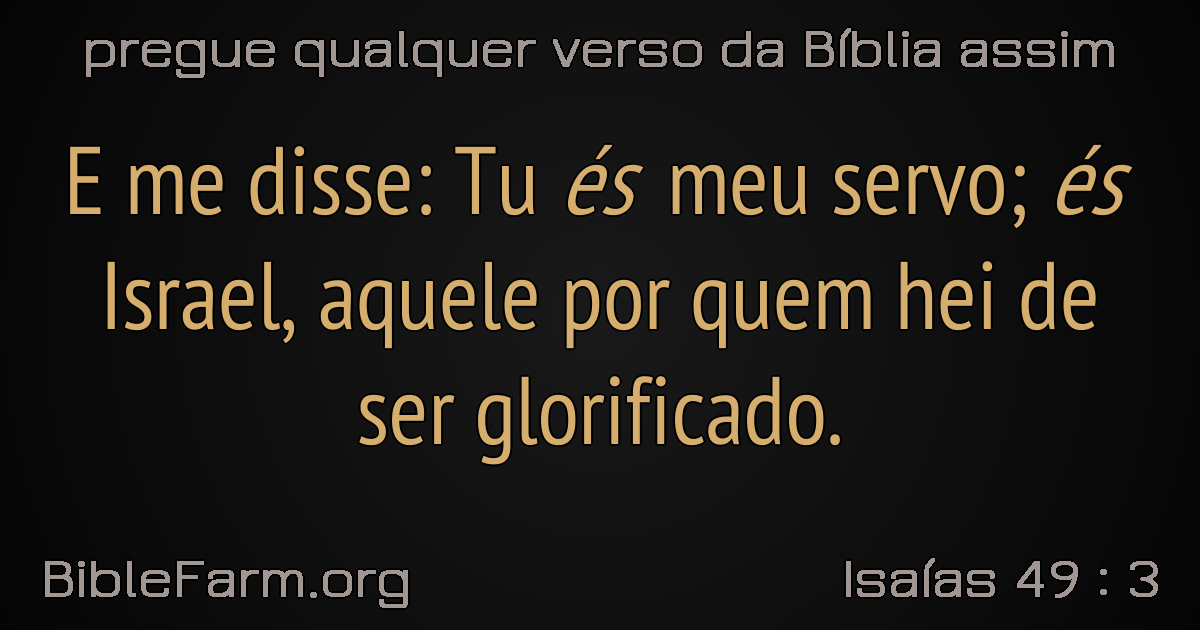 pregue qualquer verso da Bíblia assim
E me disse: Tu és meu servo; és
Israel, aquele por quem hei de
ser glorificado.
BibleFarm.org
Isaías 49 : 3